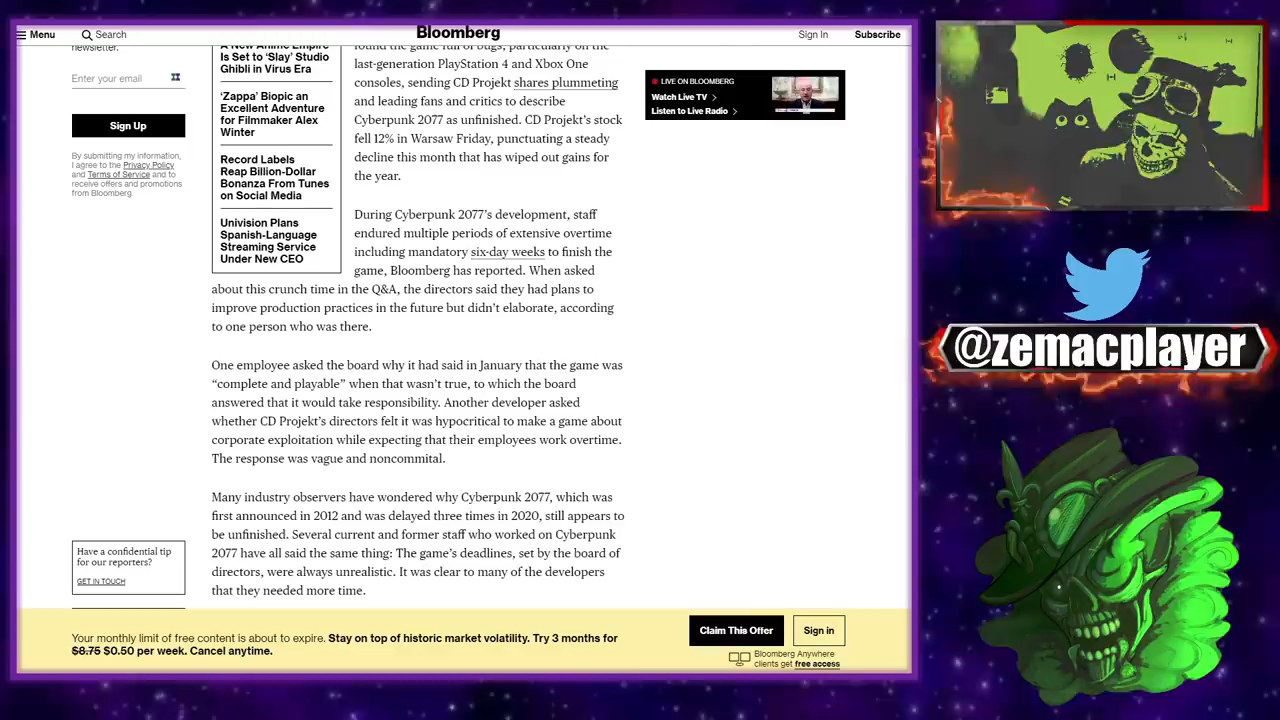 Menu
Search
Bloomberg
Sign In
Subscribe
newsletter.
Enter your email
Sign Up
By submitting my information,
I agree to the Privacy Policy
and Terms of Service and to
receive offers and promotions
from Bloomberg.
A New Anime Empire
Is Set to ‘Slay’ Studio
Ghibli in Virus Era
‘Zappa’ Biopic an
Excellent Adventure
for Filmmaker Alex
Winter
Record Labels
Reap Billion-Dollar
Bonanza From Tunes
on Social Media
Univision Plans
Spanish-Language
Streaming Service
Under New CEO
found the game full of bugs, particularly on the
last-generation PlayStation 4 and Xbox One
consoles, sending CD Projekt shares plummeting
and leading fans and critics to describe
Cyberpunk 2077 as unfinished. CD Projekt’s stock
fell 12% in Warsaw Friday, punctuating a steady
decline this month that has wiped out gains for
the year.
During Cyberpunk 2077’s development, staff
endured multiple periods of extensive overtime
including mandatory six-day weeks to finish the
game, Bloomberg has reported. When asked
about this crunch time in the Q&A, the directors said they had plans to
improve production practices in the future but didn’t elaborate, according
to one person who was there.
One employee asked the board why it had said in January that the game was
“complete and playable” when that wasn’t true, to which the board
answered that it would take responsibility. Another developer asked
whether CD Projekt’s directors felt it was hypocritical to make a game about
corporate exploitation while expecting that their employees work overtime.
The response was vague and noncommital.
Many industry observers have wondered why Cyberpunk 2077, which was
first announced in 2012 and was delayed three times in 2020, still appears to
be unfinished. Several current and former staff who worked on Cyberpunk
2077 have all said the same thing: The game’s deadlines, set by the board of
directors, were always unrealistic. It was clear to many of the developers
that they needed more time.
LIVE ON BLOOMBERG
Watch Live TV
Listen to Live Radio
Have a confidential tip
for our reporters?
GET IN TOUCH
Your monthly limit of free content is about to expire. Stay on top of historic market volatility. Try 3 months for
$8.75 $0.50 per week. Cancel anytime.
Claim This Offer
Sign in
Bloomberg Anywhere
clients get free access
@zemacplayer